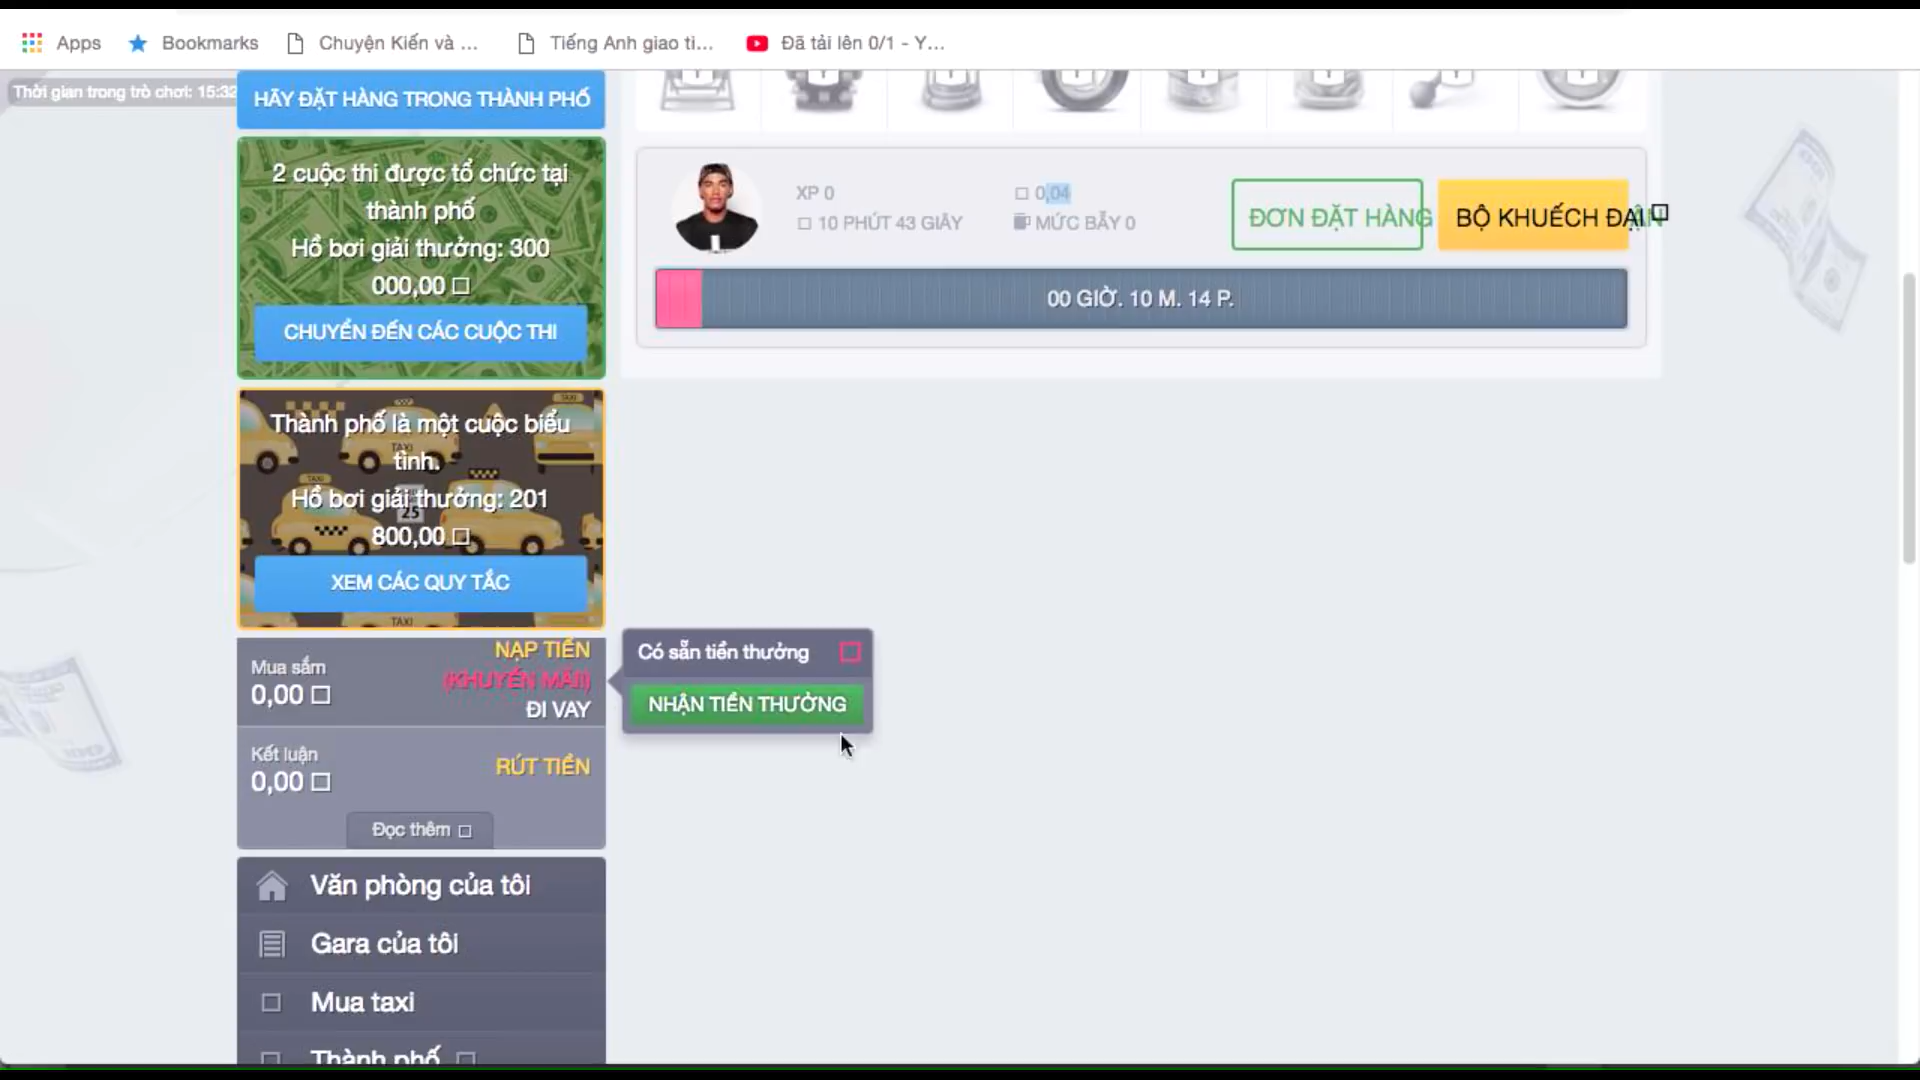 Apps
Bookmarks
Chuyện Kiến và ...
Tiếng Anh giao ti...
Đã tải lên 0/1 - Y...
Thời gian trong trò chơi: 15:32
HÃY ĐẶT HÀNG TRONG THÀNH PHỐ
2 cuộc thi được tổ chức tại
thành phố
Hồ bơi giải thưởng: 300
000,00
CHUYỂN ĐẾN CÁC CUỘC THI
Thành phố là một cuộc biểu
tình.
Hồ bơi giải thưởng: 201
800,00
XEM CÁC QUY TẮC
Mua sắm
0,00
NẠP TIỀN
(KHUYẾN MÃI!)
ĐI VAY
Kết luận
0,00
RÚT TIỀN
Đọc thêm
Văn phòng của tôi
Gara của tôi
Mua taxi
Thành phố
XP 0
0,04
10 PHÚT 43 GIÂY
MỨC BẪY 0
ĐƠN ĐẶT HÀNG
BỘ KHUẾCH ĐẠI
00 GIỜ. 10 M. 14 P.
Có sẵn tiền thưởng
NHẬN TIỀN THƯỞNG